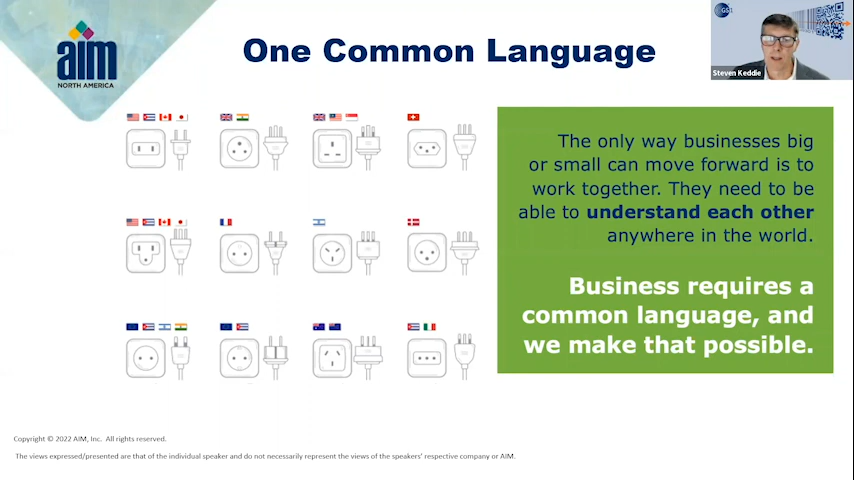 aim
NORTH AMERICA
One Common Language
GS1
Steven Keddie
The only way businesses big
or small can move forward is to
work together. They need to be
able to understand each other
anywhere in the world.
Business requires a
common language, and
we make that possible.
Copyright © 2022 AIM, Inc.  All rights reserved.
The views expressed/presented are that of the individual speaker and do not necessarily represent the views of the speakers' respective company or AIM.